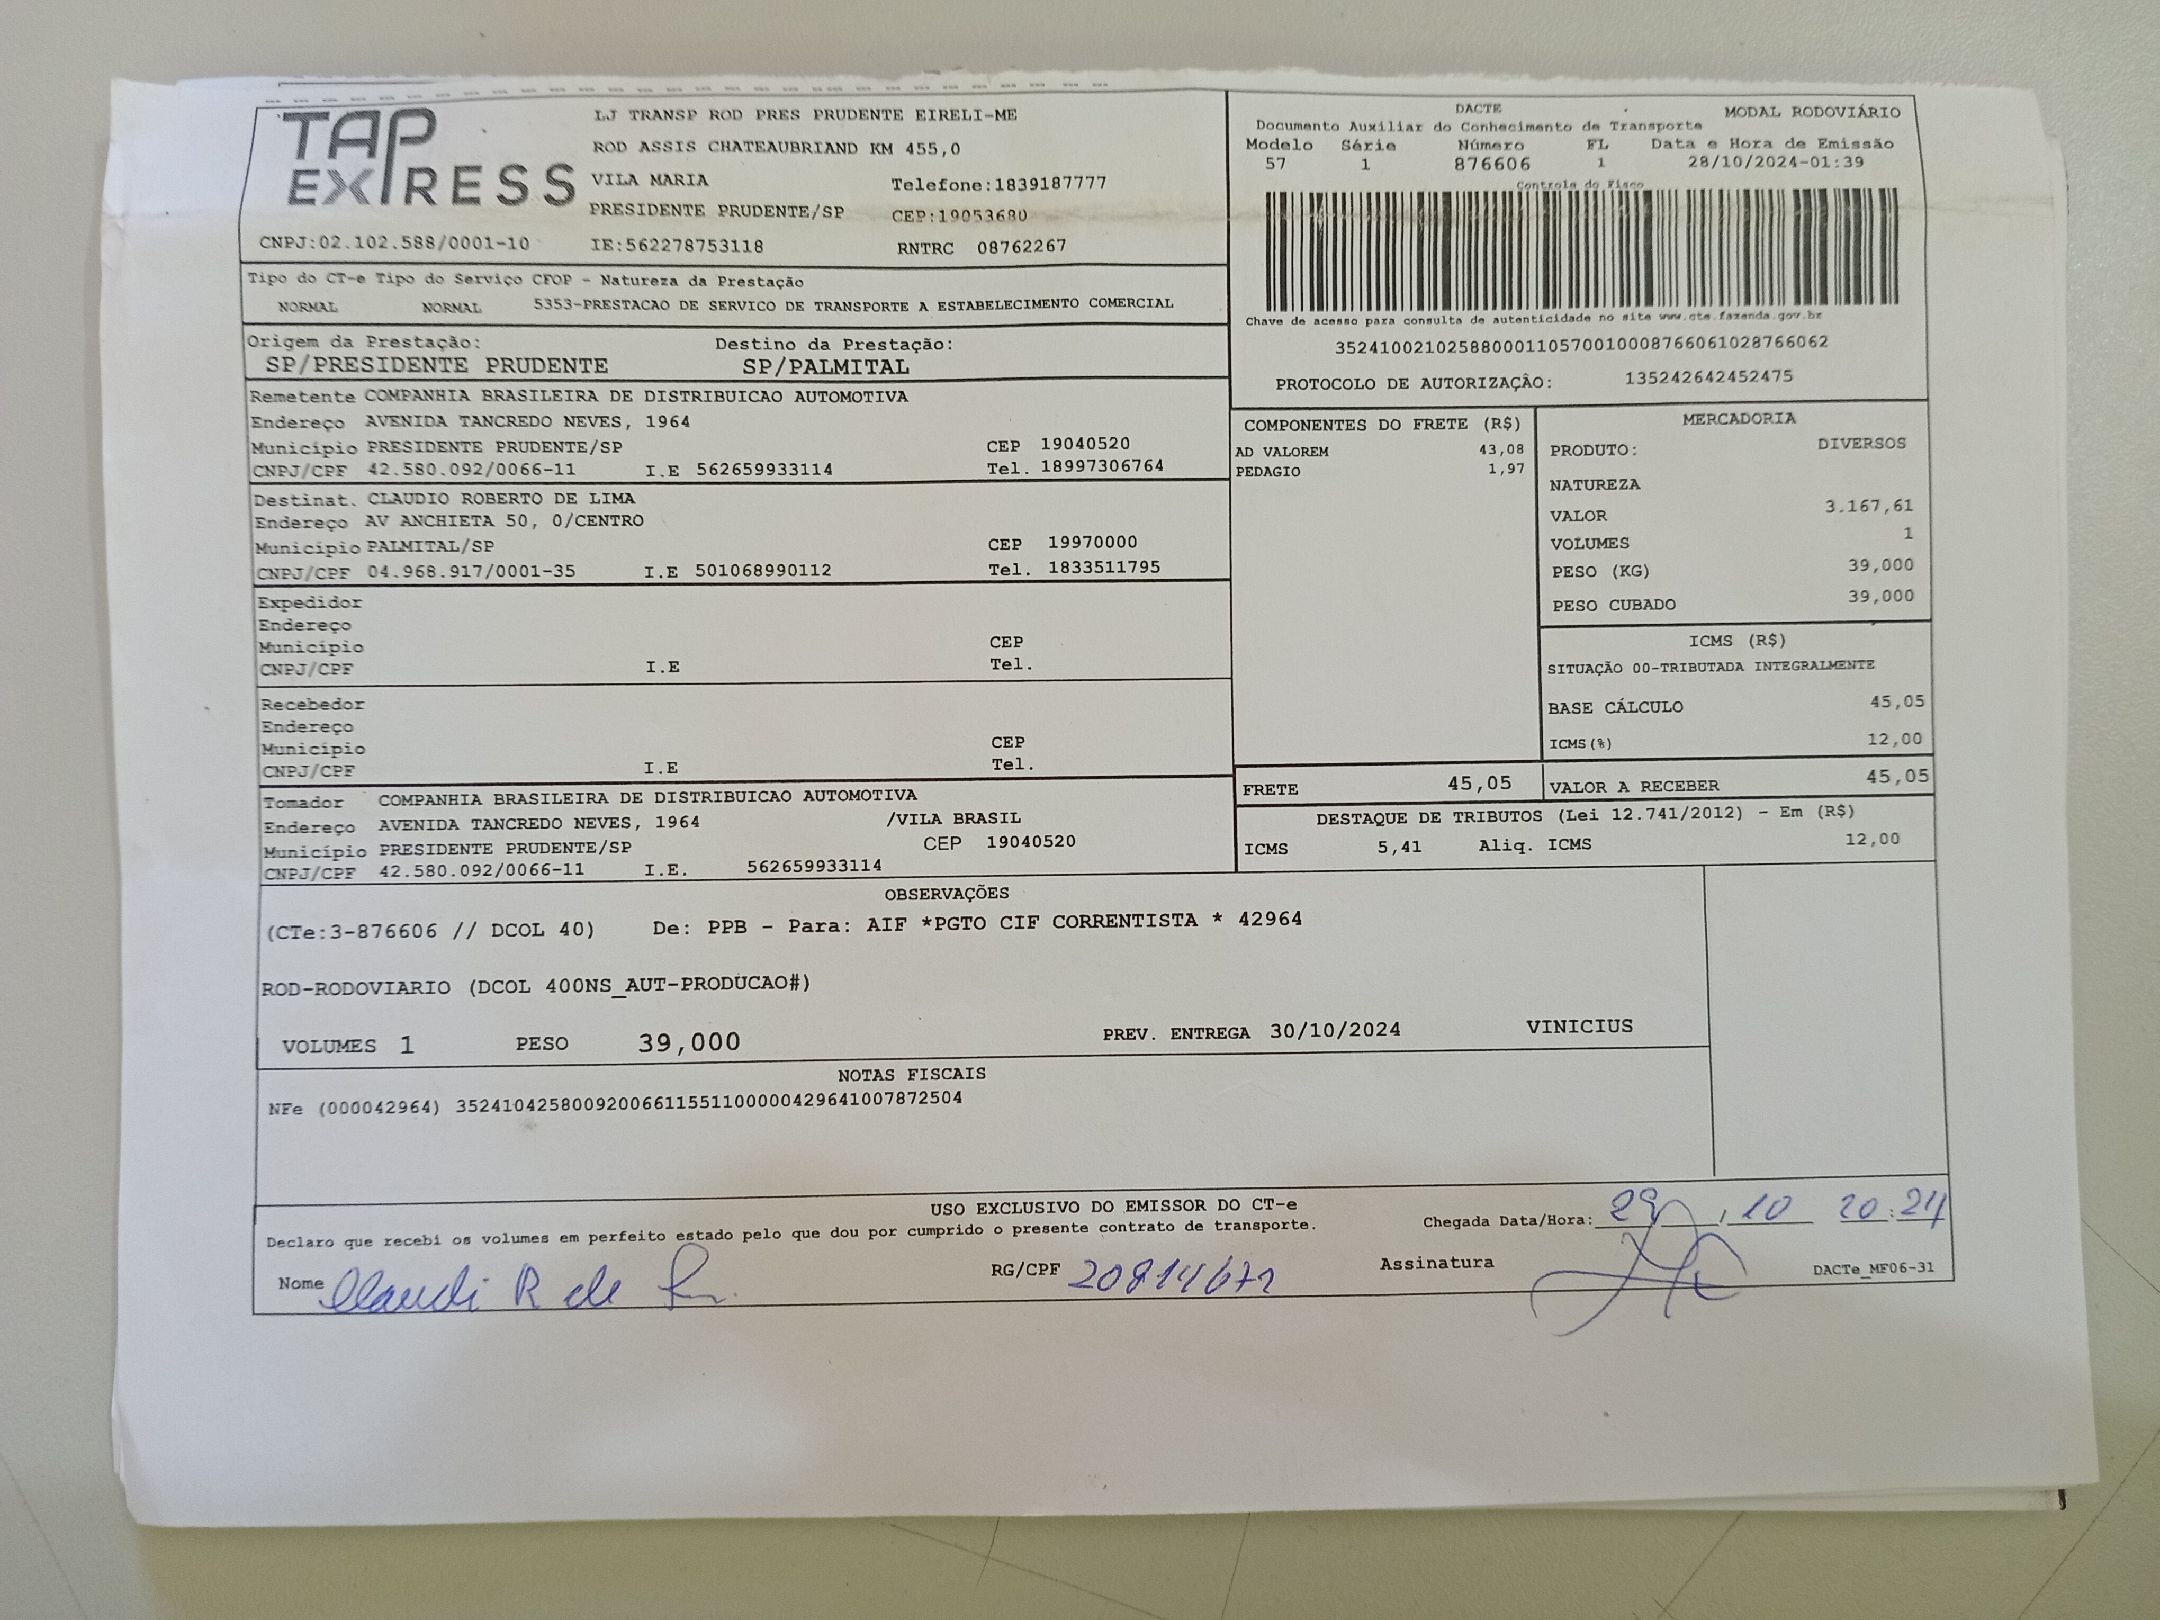 TAP EXPRESS
LJ TRANSP ROD PRES PRUDENTE EIRELI-ME
ROD ASSIS CHATEAUBRIAND KM 455,0
VILA MARIA Telefone:1839187777
PRESIDENTE PRUDENTE/SP CEP:19053680
CNPJ:02.102.588/0001-10 IE:562278753118 RNTRC 08762267
DACTE MODAL RODOVIÁRIO
Documento Auxiliar do Conhecimento de Transporte
Modelo Série Número FL Data e Hora de Emissão
57 1 876606 1 28/10/2024-01:39
Controle do Fisco
Chave de acesso para consulta de autenticidade no site www.cte.fazenda.gov.br
35241002102588000110570010008766061028766062
PROTOCOLO DE AUTORIZAÇÂO: 135242642452475
Tipo do CT-e Tipo do Serviço CFOP - Natureza da Prestação
NORMAL NORMAL 5353-PRESTACAO DE SERVICO DE TRANSPORTE A ESTABELECIMENTO COMERCIAL
Origem da Prestação: Destino da Prestação:
SP/PRESIDENTE PRUDENTE SP/PALMITAL
Remetente COMPANHIA BRASILEIRA DE DISTRIBUICAO AUTOMOTIVA
Endereço AVENIDA TANCREDO NEVES, 1964
Município PRESIDENTE PRUDENTE/SP CEP 19040520
CNPJ/CPF 42.580.092/0066-11 I.E 562659933114 Tel. 18997306764
Destinat. CLAUDIO ROBERTO DE LIMA
Endereço AV ANCHIETA 50, 0/CENTRO
Município PALMITAL/SP CEP 19970000
CNPJ/CPF 04.968.917/0001-35 I.E 501068990112 Tel. 1833511795
Expedidor
Endereço
Município CEP
CNPJ/CPF I.E Tel.
Recebedor
Endereço
Município CEP
CNPJ/CPF I.E Tel.
Tomador COMPANHIA BRASILEIRA DE DISTRIBUICAO AUTOMOTIVA
Endereço AVENIDA TANCREDO NEVES, 1964 /VILA BRASIL
Município PRESIDENTE PRUDENTE/SP CEP 19040520
CNPJ/CPF 42.580.092/0066-11 I.E. 562659933114
COMPONENTES DO FRETE (R$)
AD VALOREM 43,08
PEDAGIO 1,97
MERCADORIA
PRODUTO: DIVERSOS
NATUREZA
VALOR 3.167,61
VOLUMES 1
PESO (KG) 39,000
PESO CUBADO 39,000
ICMS (R$)
SITUAÇÃO 00-TRIBUTADA INTEGRALMENTE
BASE CÁLCULO 45,05
ICMS(%) 12,00
FRETE 45,05 VALOR A RECEBER 45,05
DESTAQUE DE TRIBUTOS (Lei 12.741/2012) - Em (R$)
ICMS 5,41 Aliq. ICMS 12,00
OBSERVAÇÕES
(CTe:3-876606 // DCOL 40) De: PPB - Para: AIF *PGTO CIF CORRENTISTA * 42964
ROD-RODOVIARIO (DCOL 400NS_AUT-PRODUCAO#)
VOLUMES 1 PESO 39,000 PREV. ENTREGA 30/10/2024 VINICIUS
NOTAS FISCAIS
NFe (000042964) 35241042580092006611551100000429641007872504
USO EXCLUSIVO DO EMISSOR DO CT-e
Declaro que recebi os volumes em perfeito estado pelo que dou por cumprido o presente contrato de transporte.
Chegada Data/Hora: 29 10 20:24
Nome R de RG/CPF Assinatura
DACTe_MF06-31